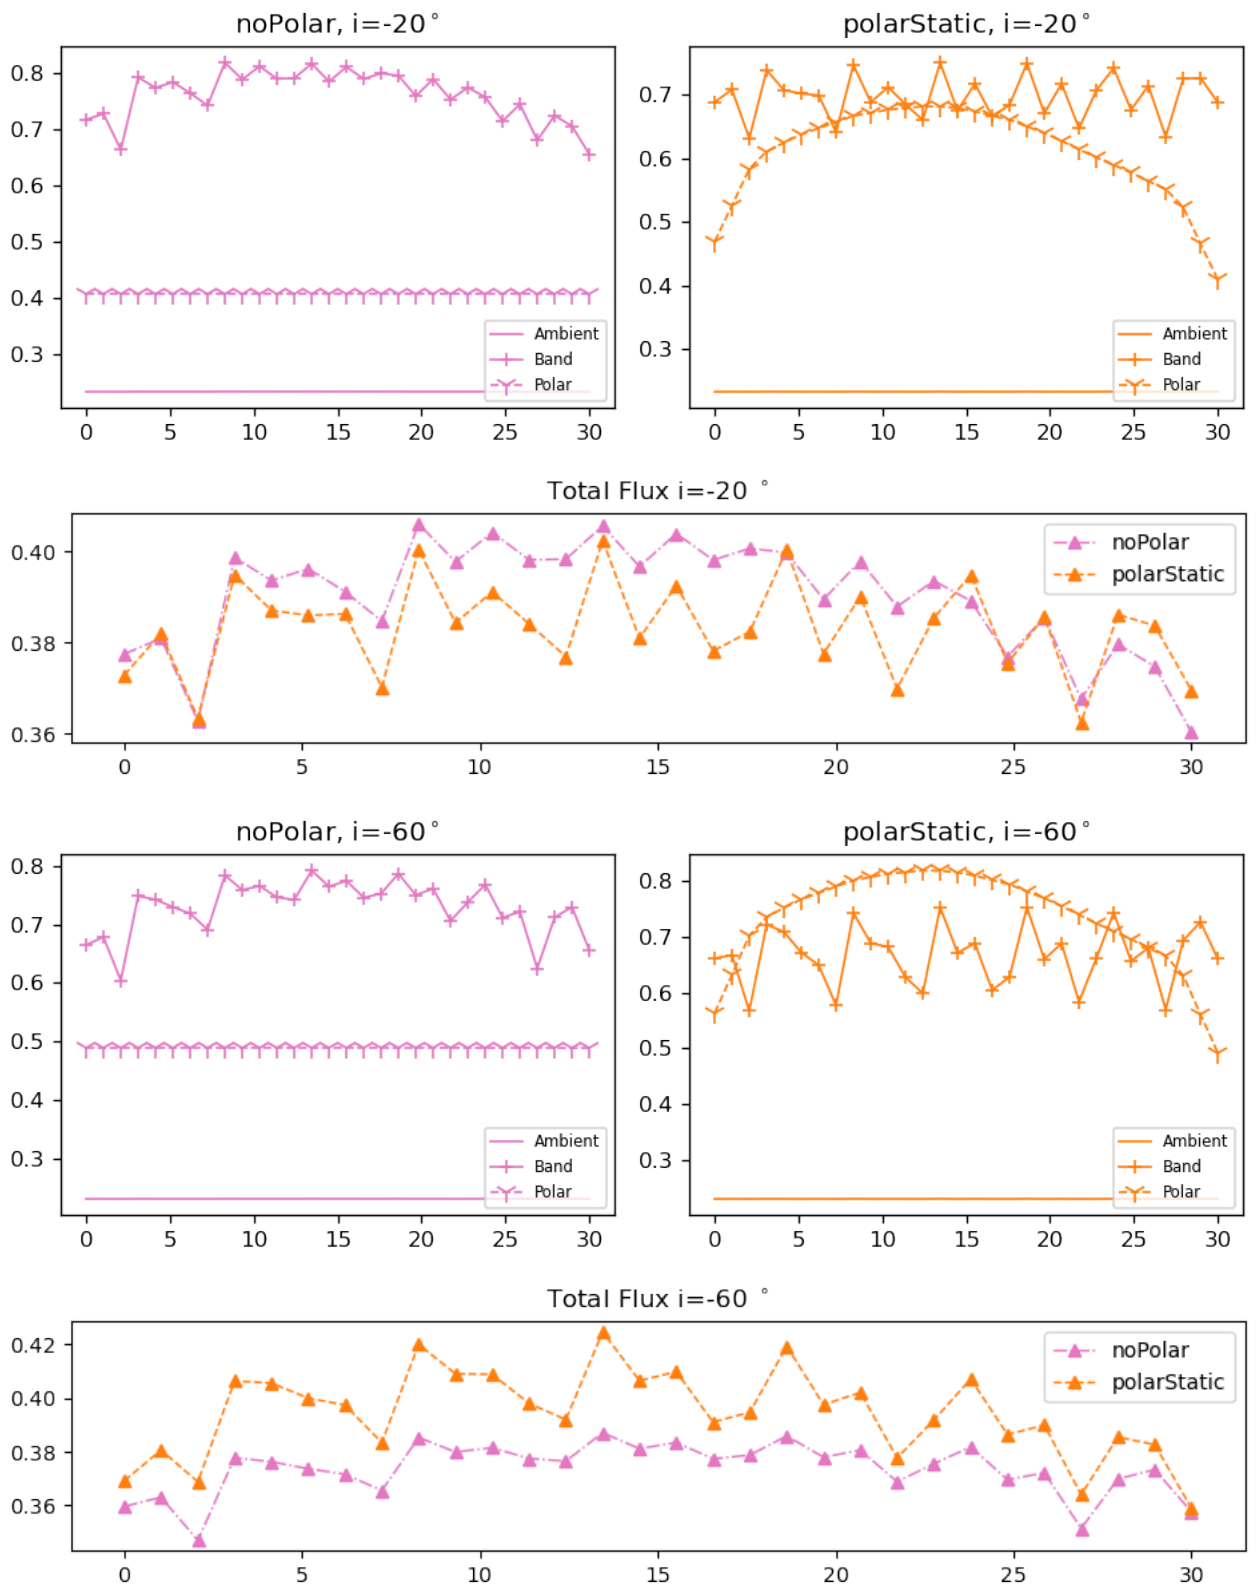 noPolar, i=-20°
0.8
0.7
0.6
0.5
0.4
0.3
Ambient
Band
Polar
0 5 10 15 20 25 30
polarStatic, i=-20°
0.7
0.6
0.5
0.4
0.3
Ambient
Band
Polar
0 5 10 15 20 25 30
Total Flux i=-20 °
0.40
0.38
0.36
noPolar
polarStatic
0 5 10 15 20 25 30
noPolar, i=-60°
0.8
0.7
0.6
0.5
0.4
0.3
Ambient
Band
Polar
0 5 10 15 20 25 30
polarStatic, i=-60°
0.8
0.7
0.6
0.5
0.4
0.3
Ambient
Band
Polar
0 5 10 15 20 25 30
Total Flux i=-60 °
0.42
0.40
0.38
0.36
noPolar
polarStatic
0 5 10 15 20 25 30